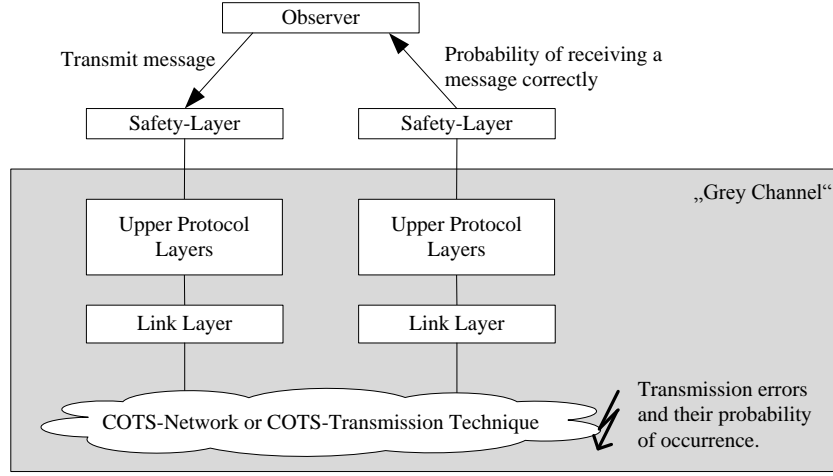 Observer
Transmit message
Probability of receiving a
message correctly
Safety-Layer
Safety-Layer
„Grey Channel“
Upper Protocol
Layers
Upper Protocol
Layers
Link Layer
Link Layer
COTS-Network or COTS-Transmission Technique
Transmission errors
and their probability
of occurrence.